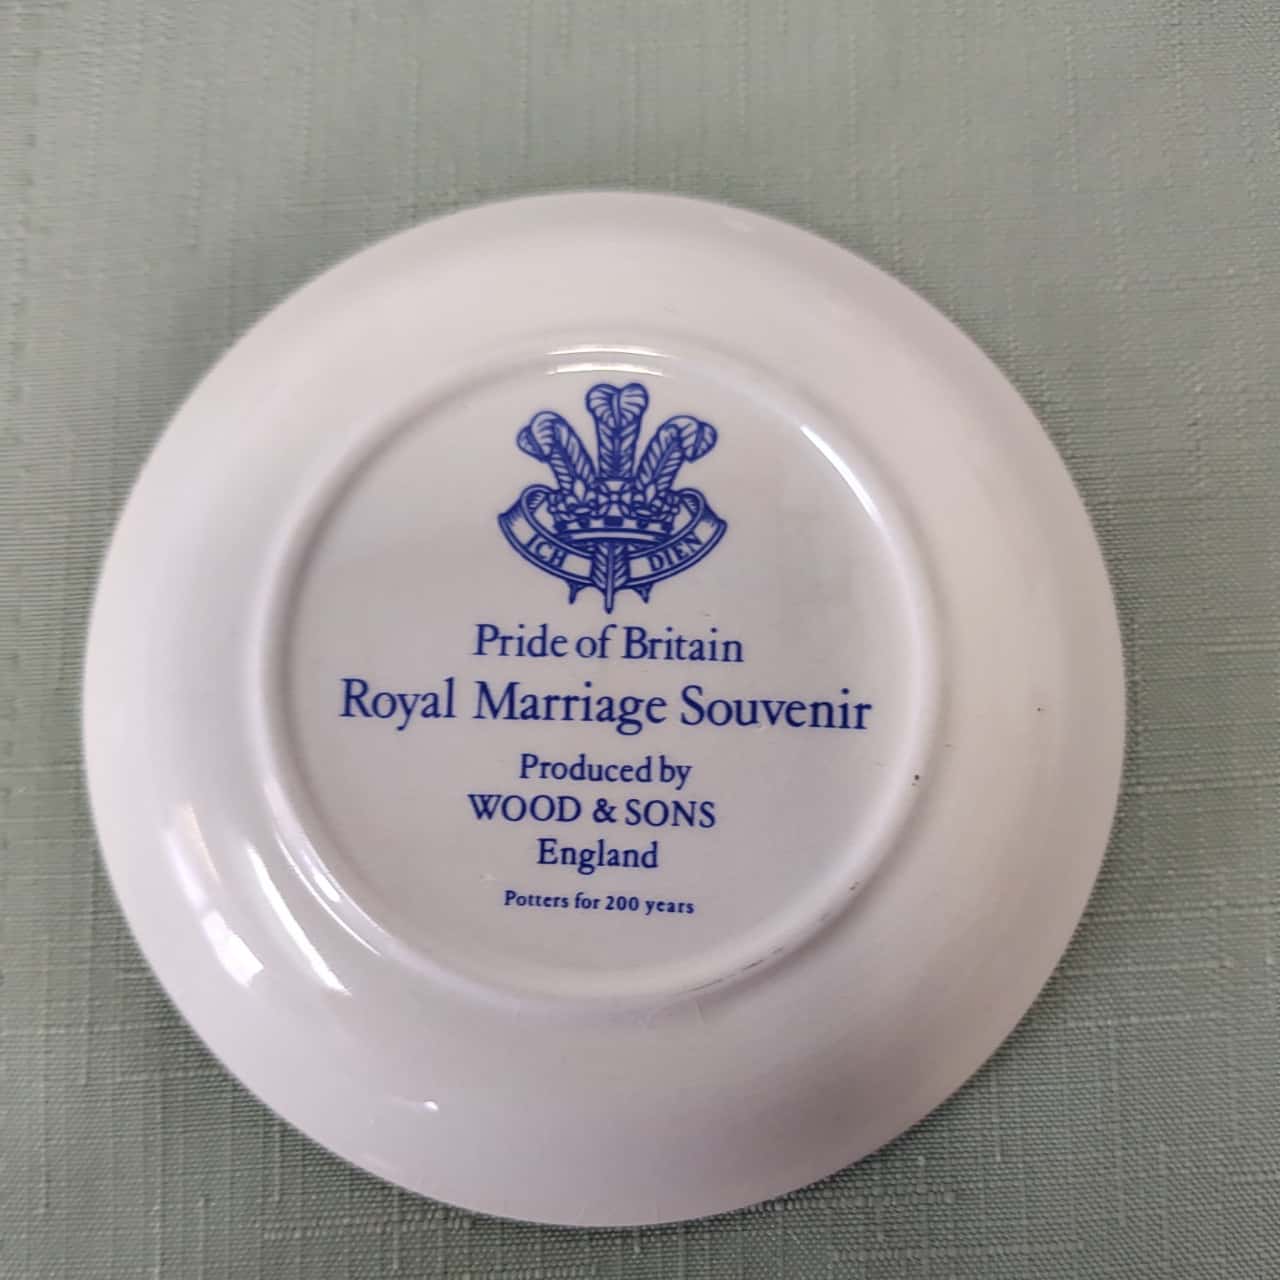 ICH DIEN
Pride of Britain
Royal Marriage Souvenir
Produced by
WOOD & SONS
England
Potters for 200 years